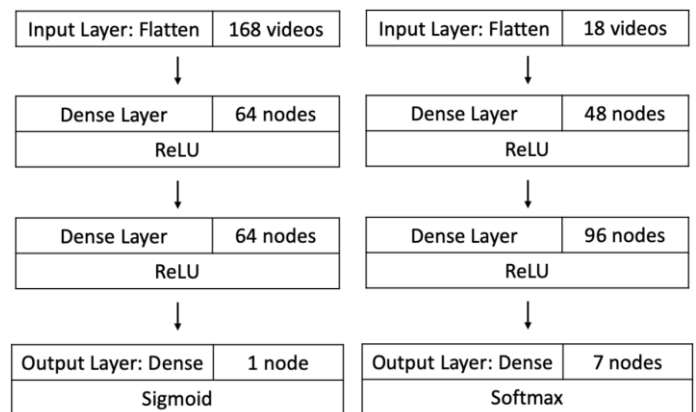 Input Layer: Flatten 168 videos
Dense Layer 64 nodes
ReLU
Dense Layer 64 nodes
ReLU
Output Layer: Dense 1 node
Sigmoid
Input Layer: Flatten 18 videos
Dense Layer 48 nodes
ReLU
Dense Layer 96 nodes
ReLU
Output Layer: Dense 7 nodes
Softmax